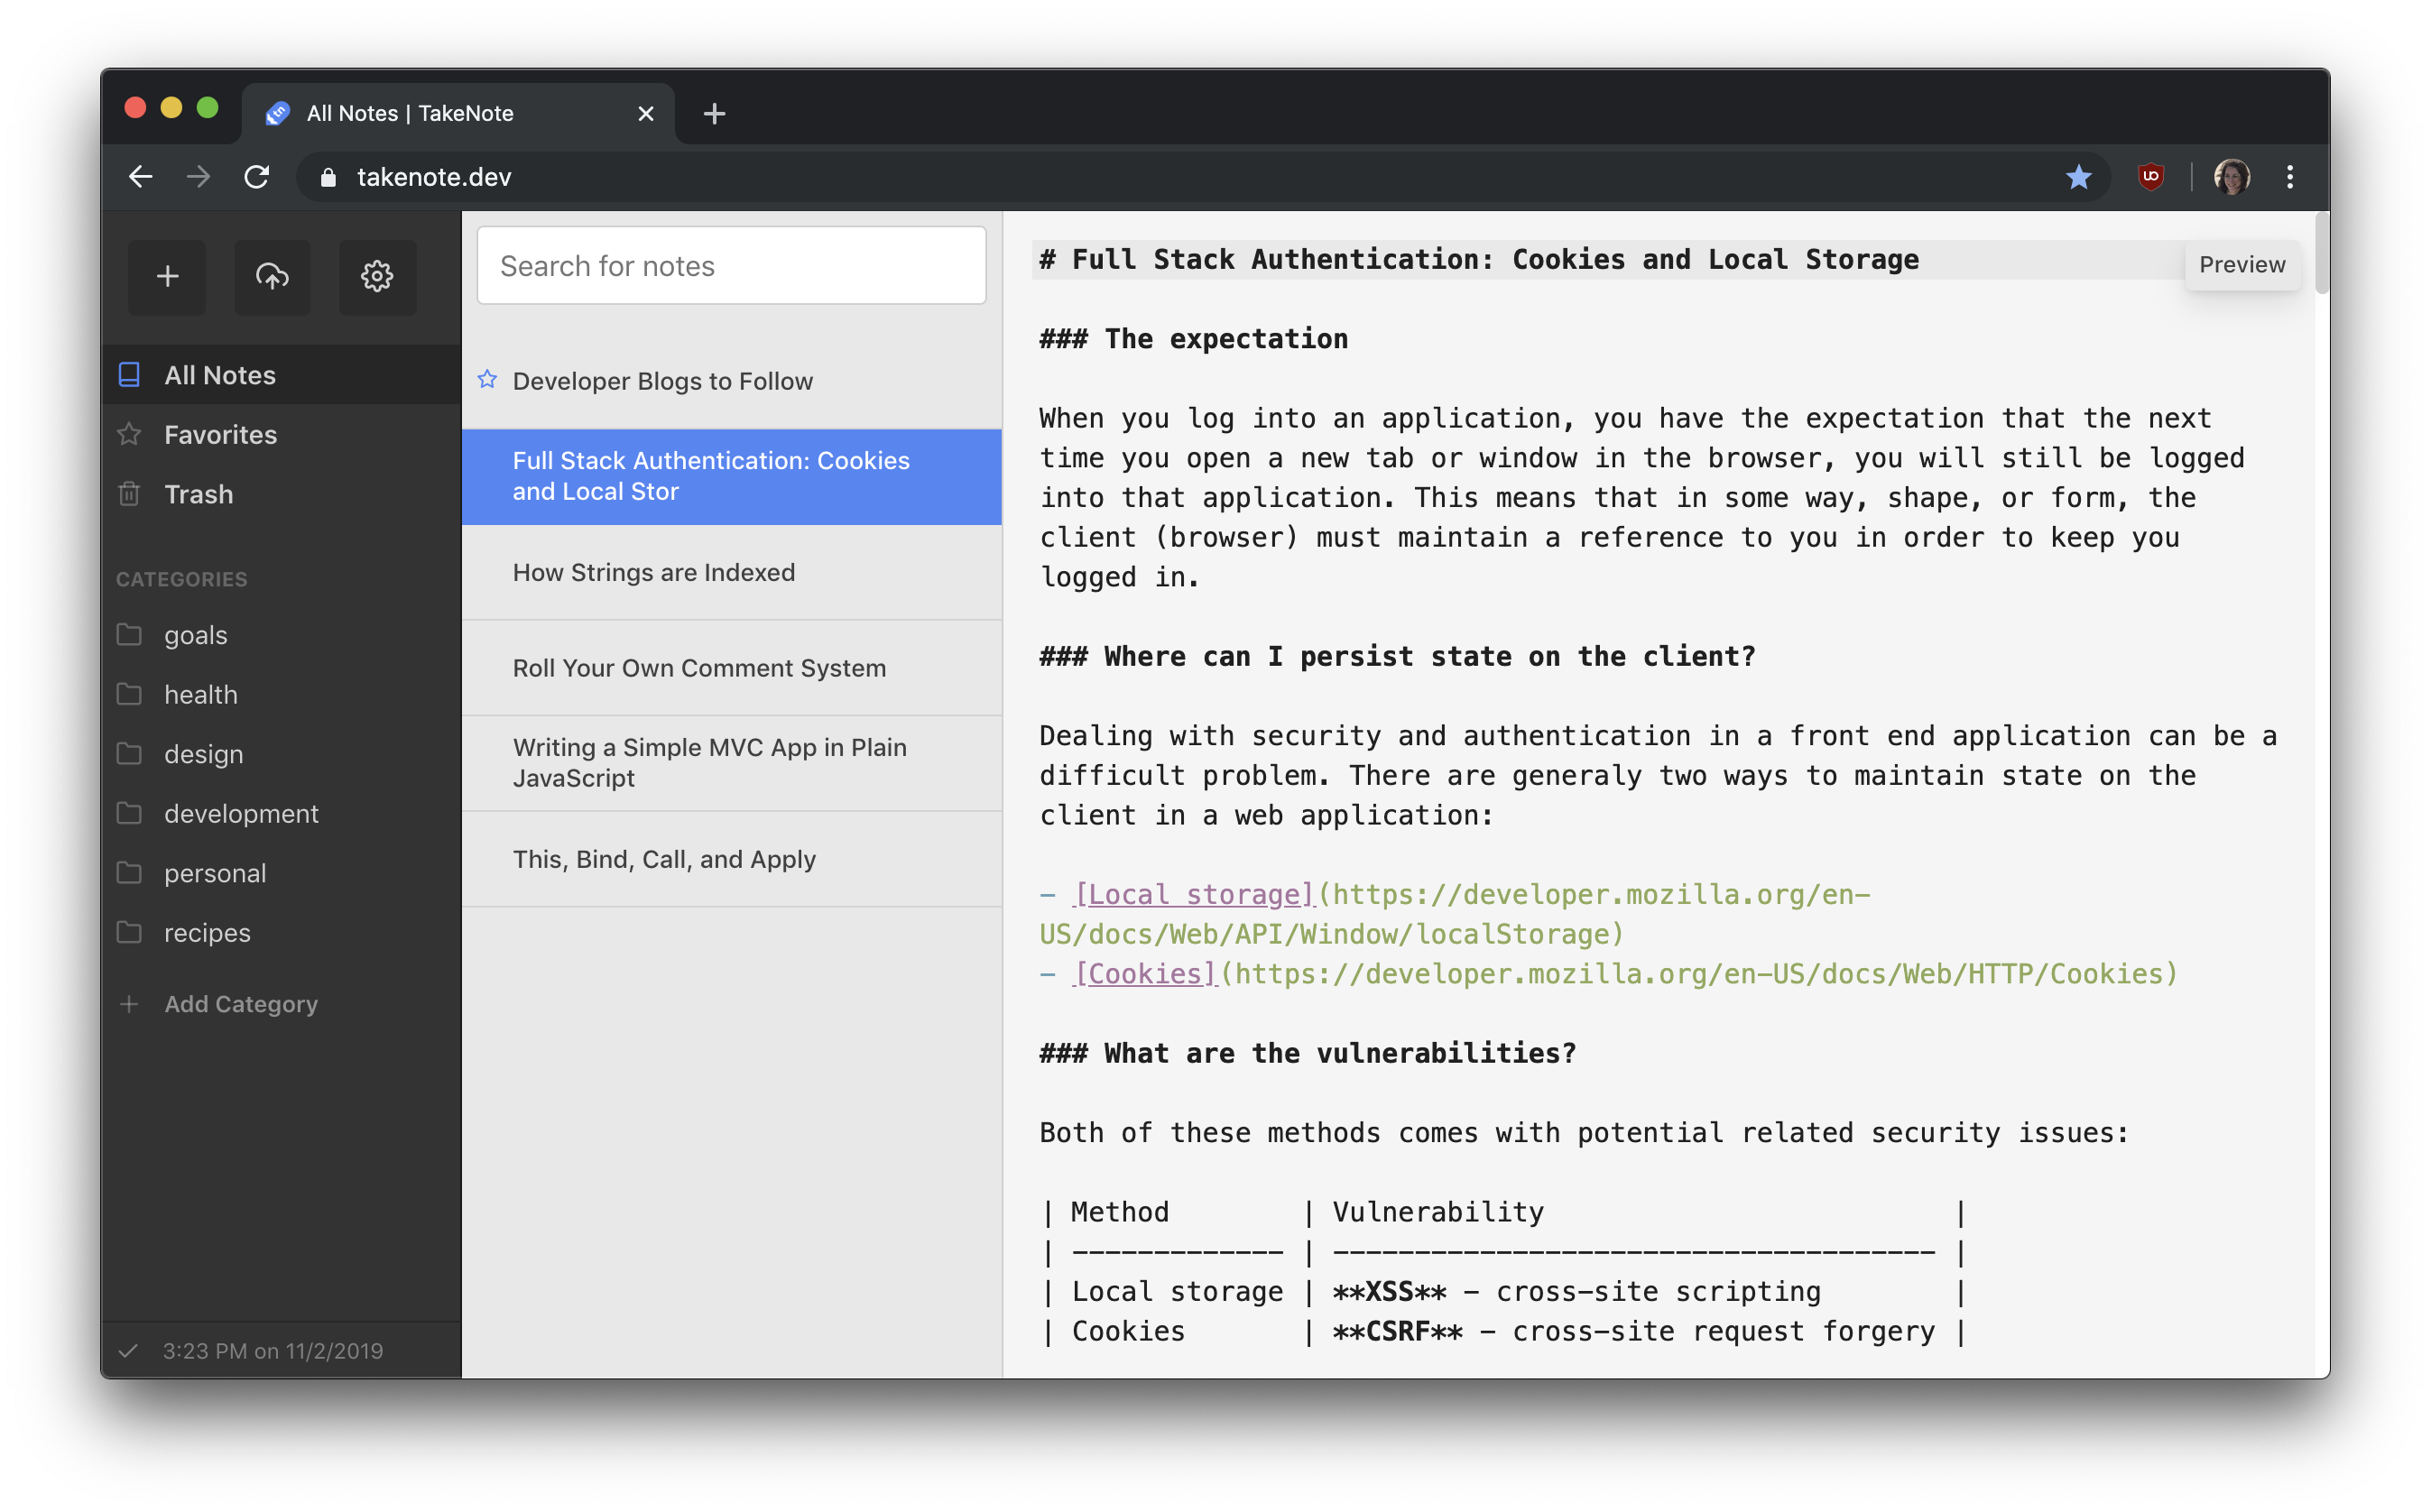 All Notes | TakeNote
takenote.dev
All Notes
Favorites
Trash
CATEGORIES
goals
health
design
development
personal
recipes
Add Category
3:23 PM on 11/2/2019
Search for notes
Developer Blogs to Follow
Full Stack Authentication: Cookies
and Local Stor
How Strings are Indexed
Roll Your Own Comment System
Writing a Simple MVC App in Plain
JavaScript
This, Bind, Call, and Apply
# Full Stack Authentication: Cookies and Local Storage
Preview
### The expectation
When you log into an application, you have the expectation that the next
time you open a new tab or window in the browser, you will still be logged
into that application. This means that in some way, shape, or form, the
client (browser) must maintain a reference to you in order to keep you
logged in.
### Where can I persist state on the client?
Dealing with security and authentication in a front end application can be a
difficult problem. There are generaly two ways to maintain state on the
client in a web application:
- [Local storage](https://developer.mozilla.org/en-
US/docs/Web/API/Window/localStorage)
- [Cookies](https://developer.mozilla.org/en-US/docs/Web/HTTP/Cookies)
### What are the vulnerabilities?
Both of these methods comes with potential related security issues:
| Method        | Vulnerability                         |
| ------------- | ------------------------------------- |
| Local storage | **XSS** - cross-site scripting        |
| Cookies       | **CSRF** - cross-site request forgery |